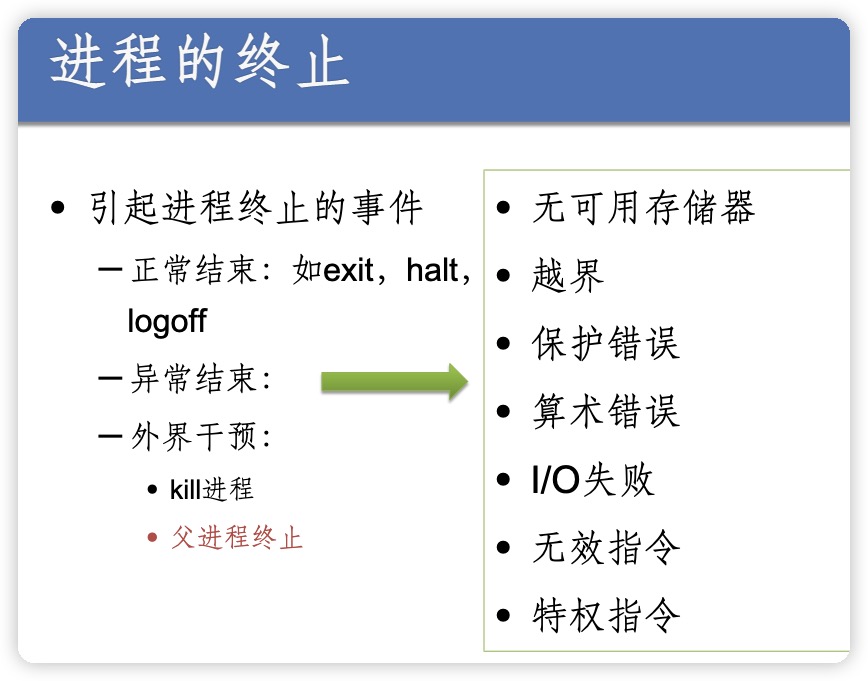 进程的终止
• 引起进程终止的事件
– 正常结束：如exit，halt，
logoff
– 异常结束：
– 外界干预：
• kill进程
• 父进程终止
• 无可用存储器
• 越界
• 保护错误
• 算术错误
• I/O失败
• 无效指令
• 特权指令